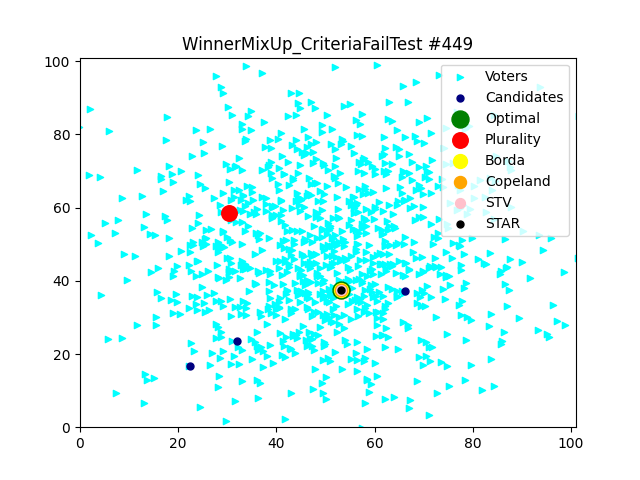 WinnerMixUp_CriteriaFailTest #449
100
80
60
40
20
0
0 20 40 60 80 100
Voters
Candidates
Optimal
Plurality
Borda
Copeland
STV
STAR